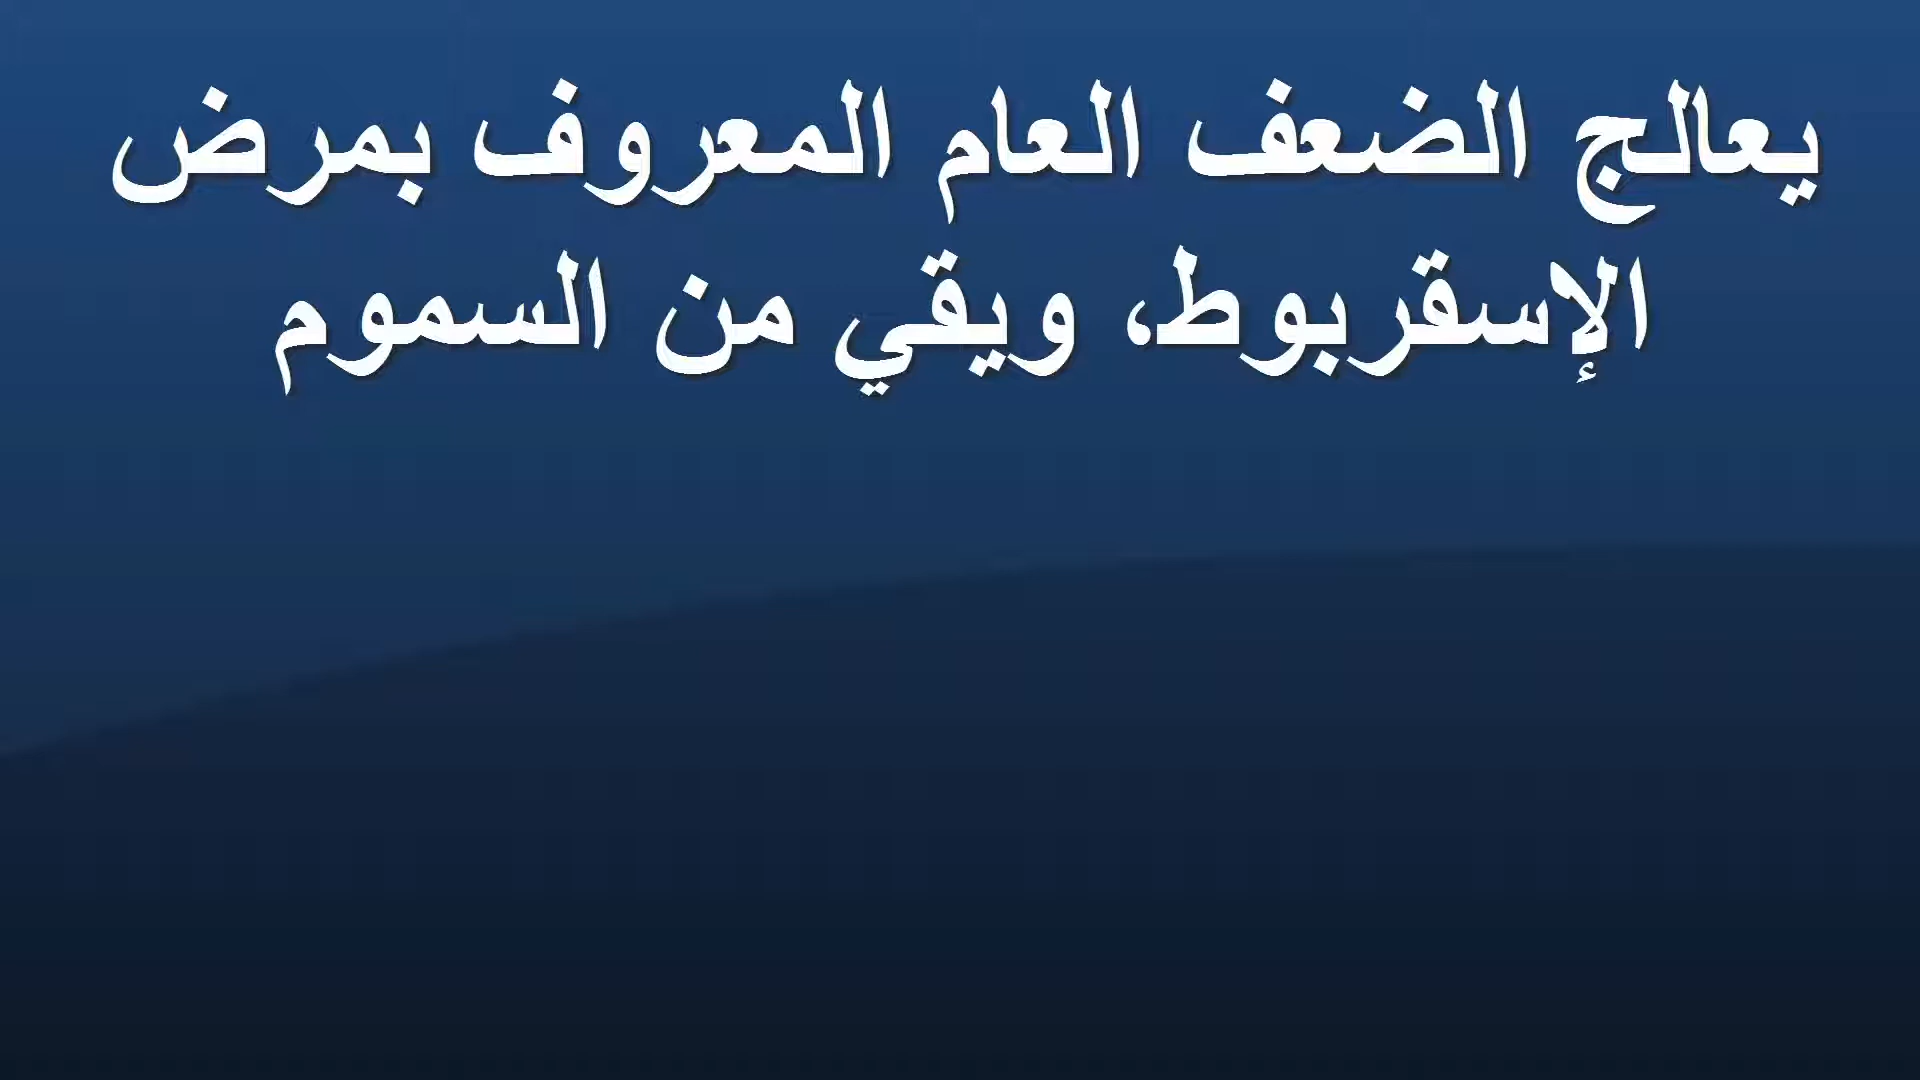 يعالج الضعف العام المعروف بمرض
الإسقربوط، ويقي من السموم